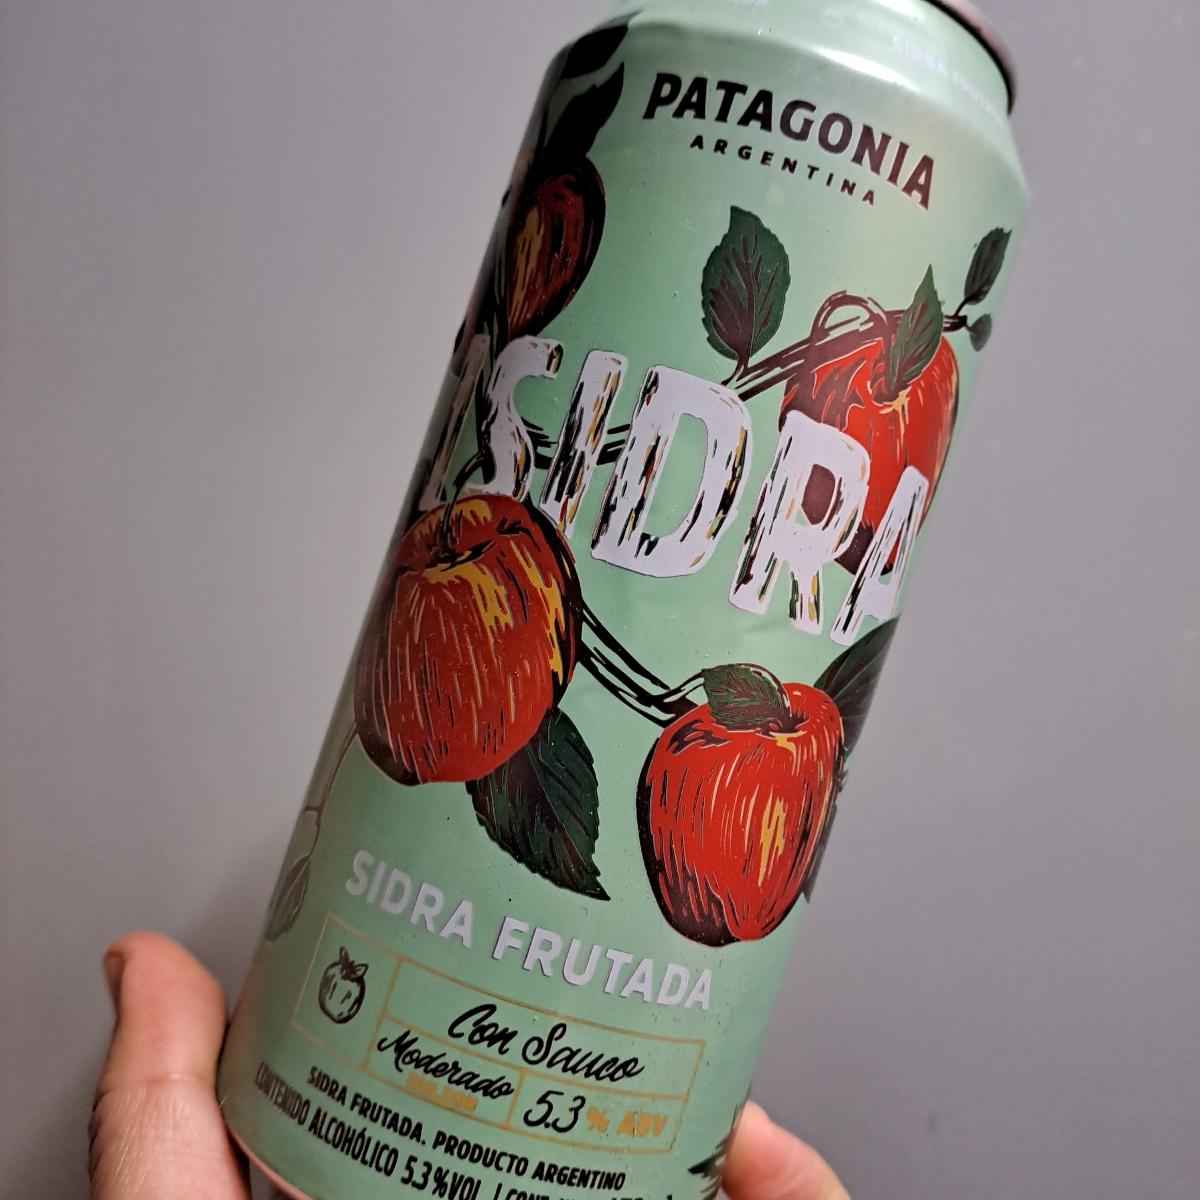 PATAGONIA
ARGENTINA
ISIDRA
SIDRA FRUTADA
Con Sauco
Moderado
5.3 % ABV
SIDRA FRUTADA. PRODUCTO ARGENTINO
CONTENIDO ALCOHÓLICO 5.3%VOL.